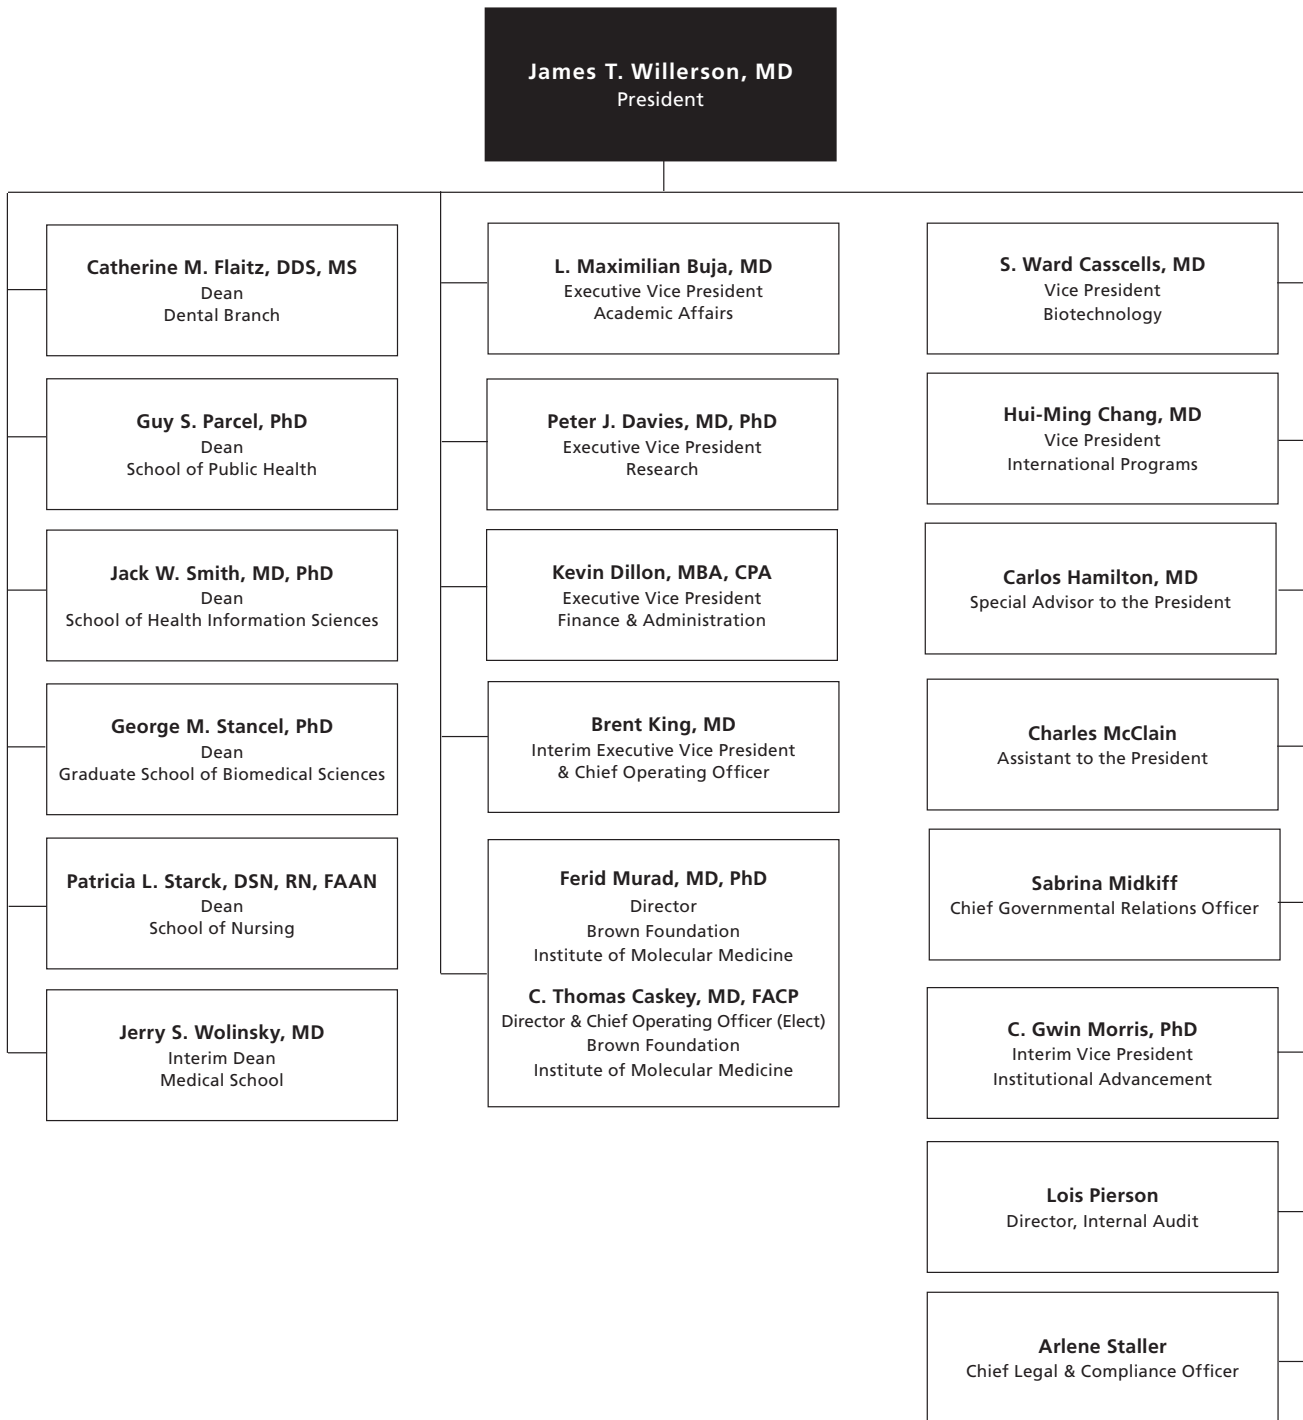 James T. Willerson, MD
President
Catherine M. Flaitz, DDS, MS
Dean
Dental Branch
Guy S. Parcel, PhD
Dean
School of Public Health
Jack W. Smith, MD, PhD
Dean
School of Health Information Sciences
George M. Stancel, PhD
Dean
Graduate School of Biomedical Sciences
Patricia L. Starck, DSN, RN, FAAN
Dean
School of Nursing
Jerry S. Wolinsky, MD
Interim Dean
Medical School
L. Maximilian Buja, MD
Executive Vice President
Academic Affairs
Peter J. Davies, MD, PhD
Executive Vice President
Research
Kevin Dillon, MBA, CPA
Executive Vice President
Finance & Administration
Brent King, MD
Interim Executive Vice President
& Chief Operating Officer
Ferid Murad, MD, PhD
Director
Brown Foundation
Institute of Molecular Medicine
C. Thomas Caskey, MD, FACP
Director & Chief Operating Officer (Elect)
Brown Foundation
Institute of Molecular Medicine
S. Ward Casscells, MD
Vice President
Biotechnology
Hui-Ming Chang, MD
Vice President
International Programs
Carlos Hamilton, MD
Special Advisor to the President
Charles McClain
Assistant to the President
Sabrina Midkiff
Chief Governmental Relations Officer
C. Gwin Morris, PhD
Interim Vice President
Institutional Advancement
Lois Pierson
Director, Internal Audit
Arlene Staller
Chief Legal & Compliance Officer